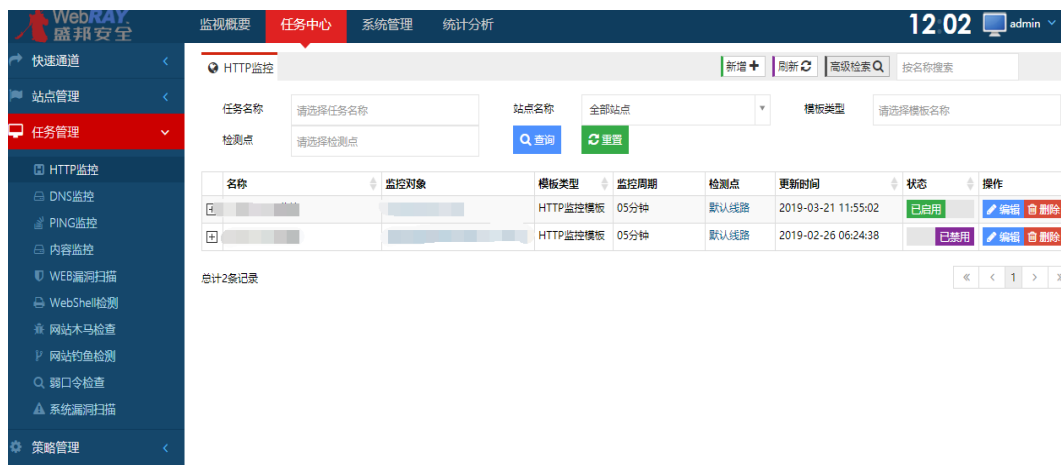 WebRAY. 监视概要 任务中心 系统管理 统计分析 12:02 admin
盛邦安全
快速通道
站点管理
任务管理
HTTP监控
DNS监控
PING监控
内容监控
WEB漏洞扫描
WebShell检测
网站木马检查
网站钓鱼检测
弱口令检查
系统漏洞扫描
策略管理
HTTP监控 新增 刷新 高级检索 按名称搜索
任务名称 请选择任务名称 站点名称 全部站点 模板类型 请选择模板名称
检测点 请选择检测点 查询 重置
名称 监控对象 模板类型 监控周期 检测点 更新时间 状态 操作
HTTP监控模板 05分钟 默认线路 2019-03-21 11:55:02 已启用 编辑 删除
HTTP监控模板 05分钟 默认线路 2019-02-26 06:24:38 已禁用 编辑 删除
总计2条记录 « < 1 >